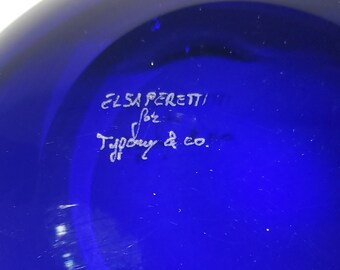 ELSA PERETTI
for
Tiffany & CO.